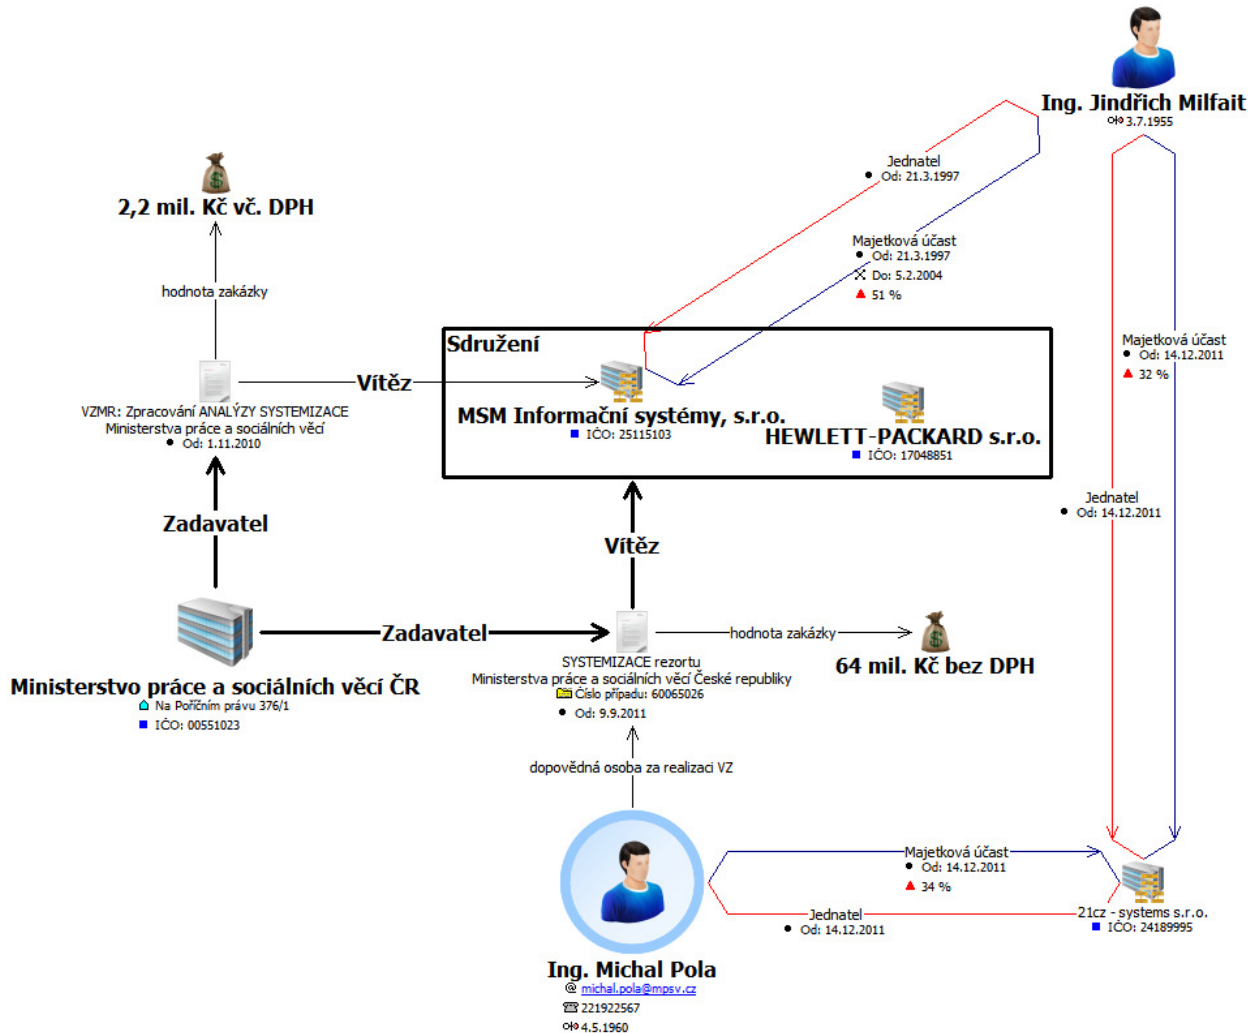 Ing. Jindřich Milfait
3.7.1955
Jednatel
Od: 21.3.1997
2,2 mil. Kč vč. DPH
Majetková účast
Od: 21.3.1997
Do: 5.2.2004
51 %
hodnota zakázky
Sdružení
Majetková účast
Od: 14.12.2011
32 %
Vítěz
VZMR: Zpracování ANALÝZY SYSTEMIZACE
Ministerstva práce a sociálních věcí
Od: 1.11.2010
MSM Informační systémy, s.r.o.
IČO: 25115103
HEWLETT-PACKARD s.r.o.
IČO: 17048851
Jednatel
Od: 14.12.2011
Zadavatel
Vítěz
Zadavatel
hodnota zakázky
SYSTEMIZACE rezortu
Ministerstva práce a sociálních věcí České republiky
Číslo případu: 60065026
Od: 9.9.2011
64 mil. Kč bez DPH
Ministerstvo práce a sociálních věcí ČR
Na Poříčním právu 376/1
IČO: 00551023
dopovědná osoba za realizaci VZ
Majetková účast
Od: 14.12.2011
34 %
Jednatel
Od: 14.12.2011
21cz - systems s.r.o.
IČO: 24189995
Ing. Michal Pola
@ michal.pola@mpsv.cz
221922567
4.5.1960